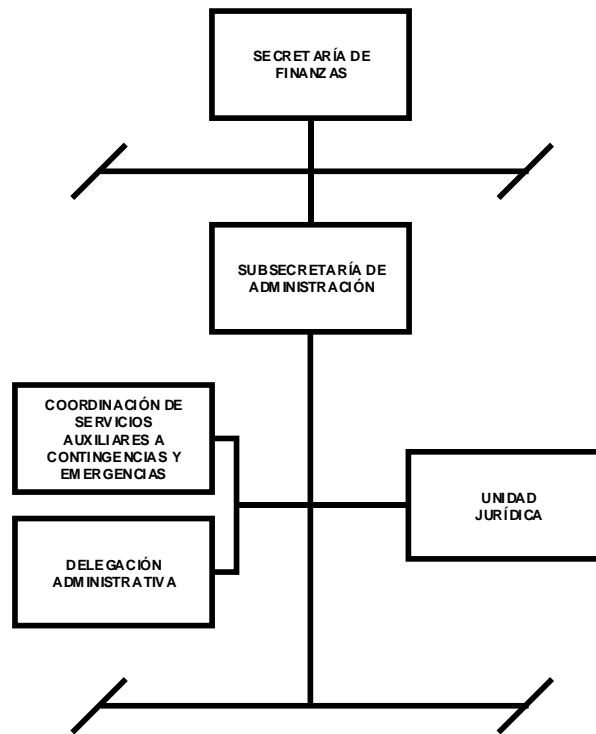 SECRETARÍA DE
FINANZAS
SUBSECRETARÍA DE
ADMINISTRACIÓN
COORDINACIÓN DE
SERVICIOS
AUXILIARES A
CONTINGENCIAS Y
EMERGENCIAS
UNIDAD
JURÍDICA
DELEGACIÓN
ADMINISTRATIVA